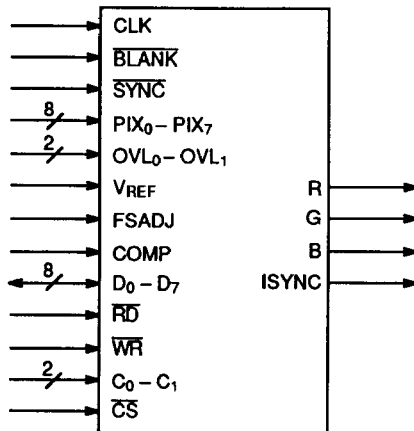 CLK
BLANK
SYNC
8
PIX₀ – PIX₇
2
OVL₀ – OVL₁
VREF
R
FSADJ
G
COMP
B
8
D₀ – D₇
ISYNC
RD
WR
2
C₀ – C₁
CS